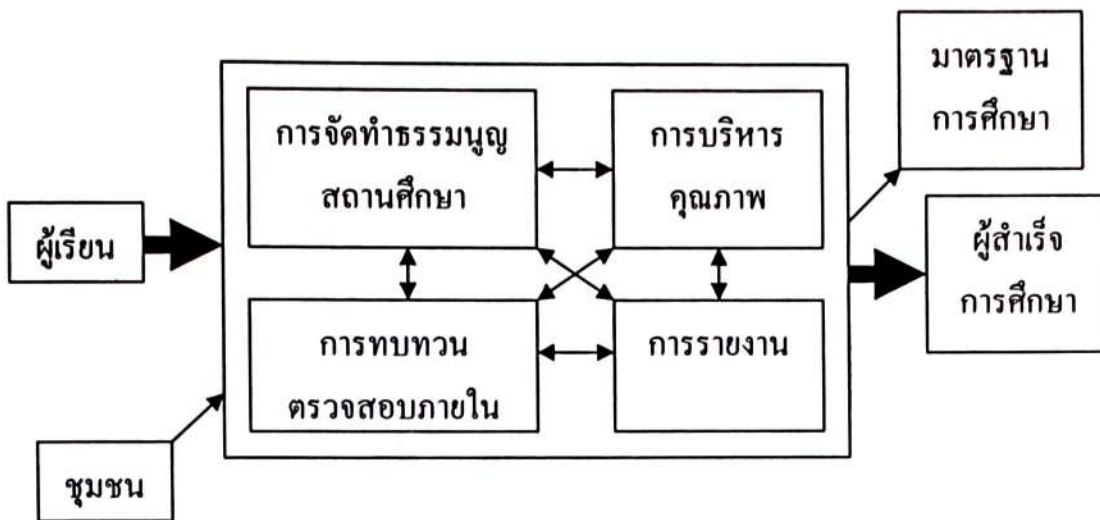 มาตรฐาน
การศึกษา
การจัดทำธรรมนูญ
สถานศึกษา
การบริหาร
คุณภาพ
ผู้เรียน
ผู้สำเร็จ
การศึกษา
การทบทวน
ตรวจสอบภายใน
การรายงาน
ชุมชน